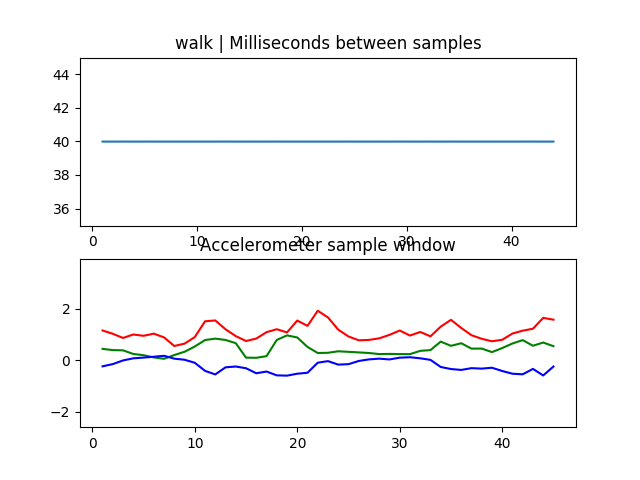 walk | Milliseconds between samples
44
42
40
38
36
0 10 20 30 40
Accelerometer sample window
2
0
−2
0 10 20 30 40